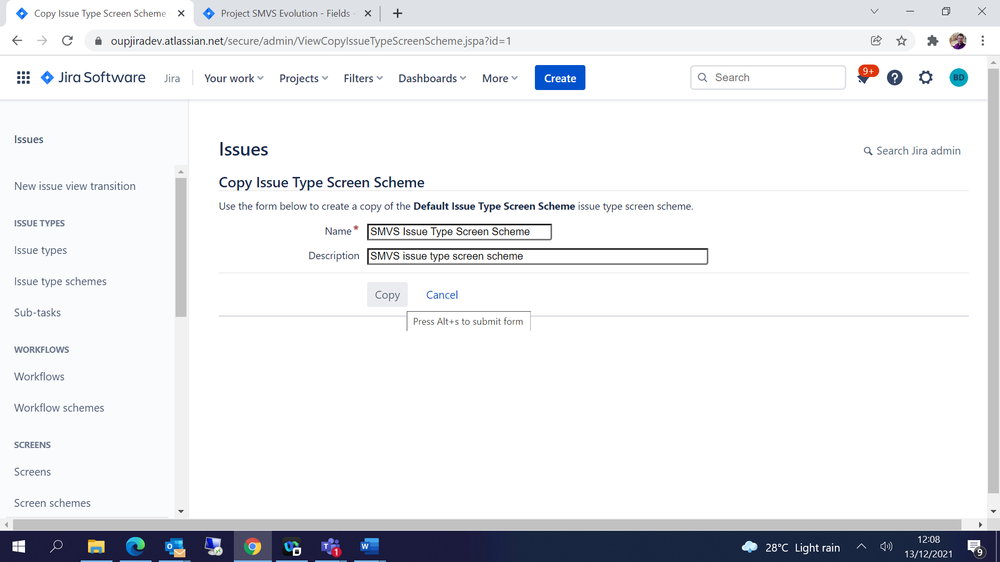 Copy Issue Type Screen Scheme
Project SMVS Evolution - Fields -
oupjiradev.atlassian.net/secure/admin/ViewCopyIssueTypeScreenScheme.jspa?id=1
Jira Software
Jira
Your work
Projects
Filters
Dashboards
More
Create
Search
9+
BD
Issues
New issue view transition
ISSUE TYPES
Issue types
Issue type schemes
Sub-tasks
WORKFLOWS
Workflows
Workflow schemes
SCREENS
Screens
Screen schemes
Issues
Search Jira admin
Copy Issue Type Screen Scheme
Use the form below to create a copy of the Default Issue Type Screen Scheme issue type screen scheme.
Name*
SMVS Issue Type Screen Scheme
Description
SMVS issue type screen scheme
Copy
Cancel
Press Alt+s to submit form
1
28°C Light rain
12:08
13/12/2021
9